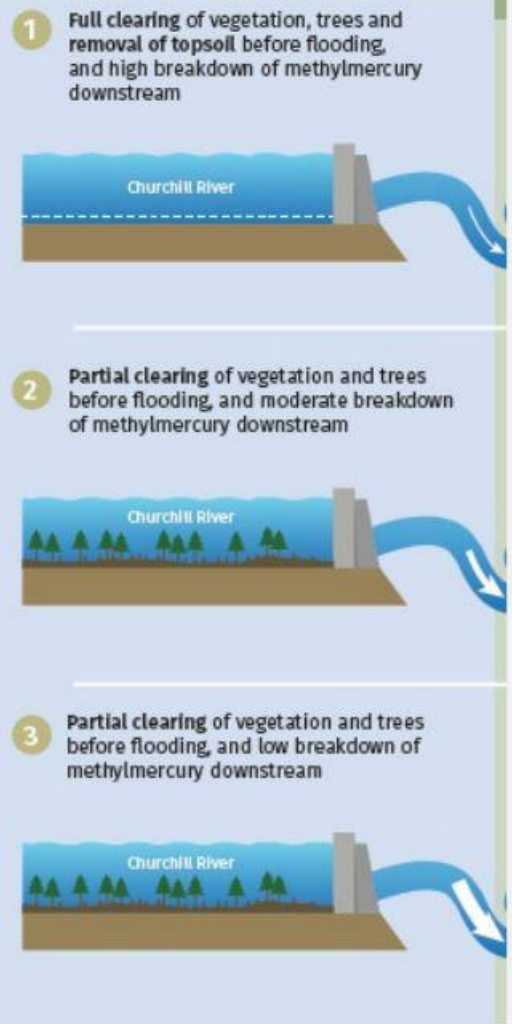 1
Full clearing of vegetation, trees and
removal of topsoil before flooding,
and high breakdown of methylmercury
downstream
Churchill River
2
Partial clearing of vegetation and trees
before flooding, and moderate breakdown
of methylmercury downstream
Churchill River
3
Partial clearing of vegetation and trees
before flooding, and low breakdown of
methylmercury downstream
Churchill River